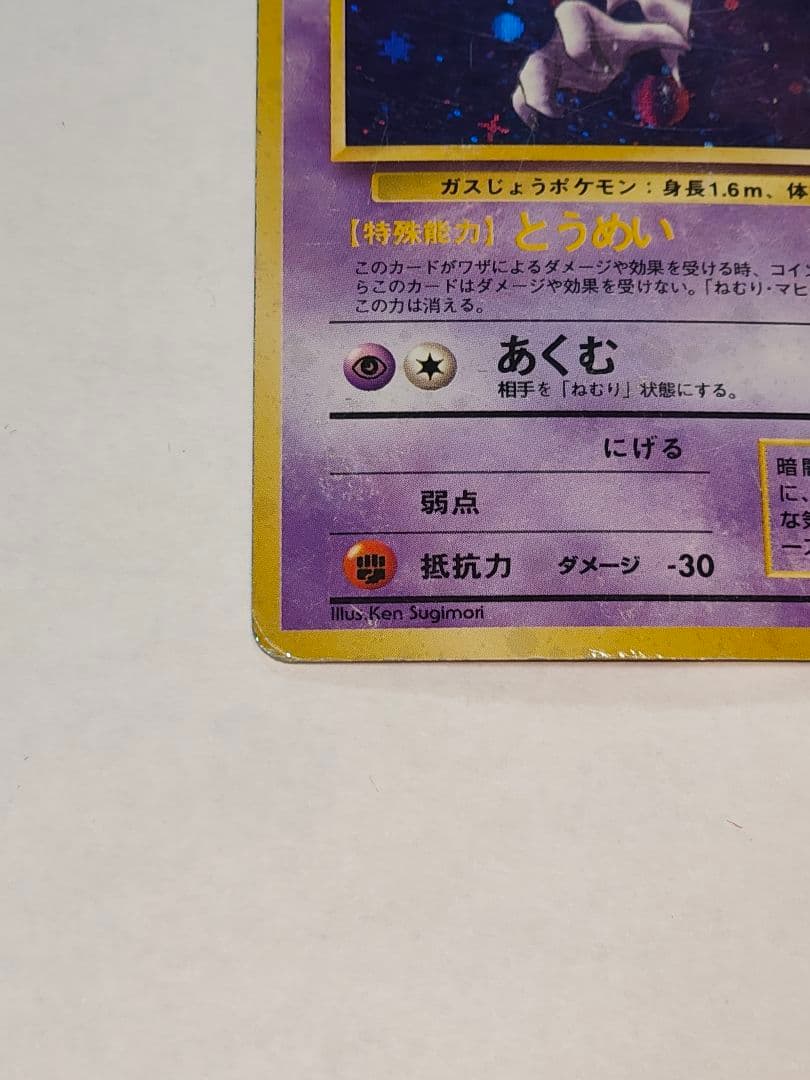 ガスじょうポケモン：身長1.6m、体
【特殊能力】 とうめい
このカードがワザによるダメージや効果を受ける時、コイン
らこのカードはダメージや効果を受けない。「ねむり・マヒ
この力は消える。
あくむ
相手を「ねむり」状態にする。
にげる
弱点
抵抗力 ダメージ -30
暗闇
に、
な気
Illus.Ken Sugimori